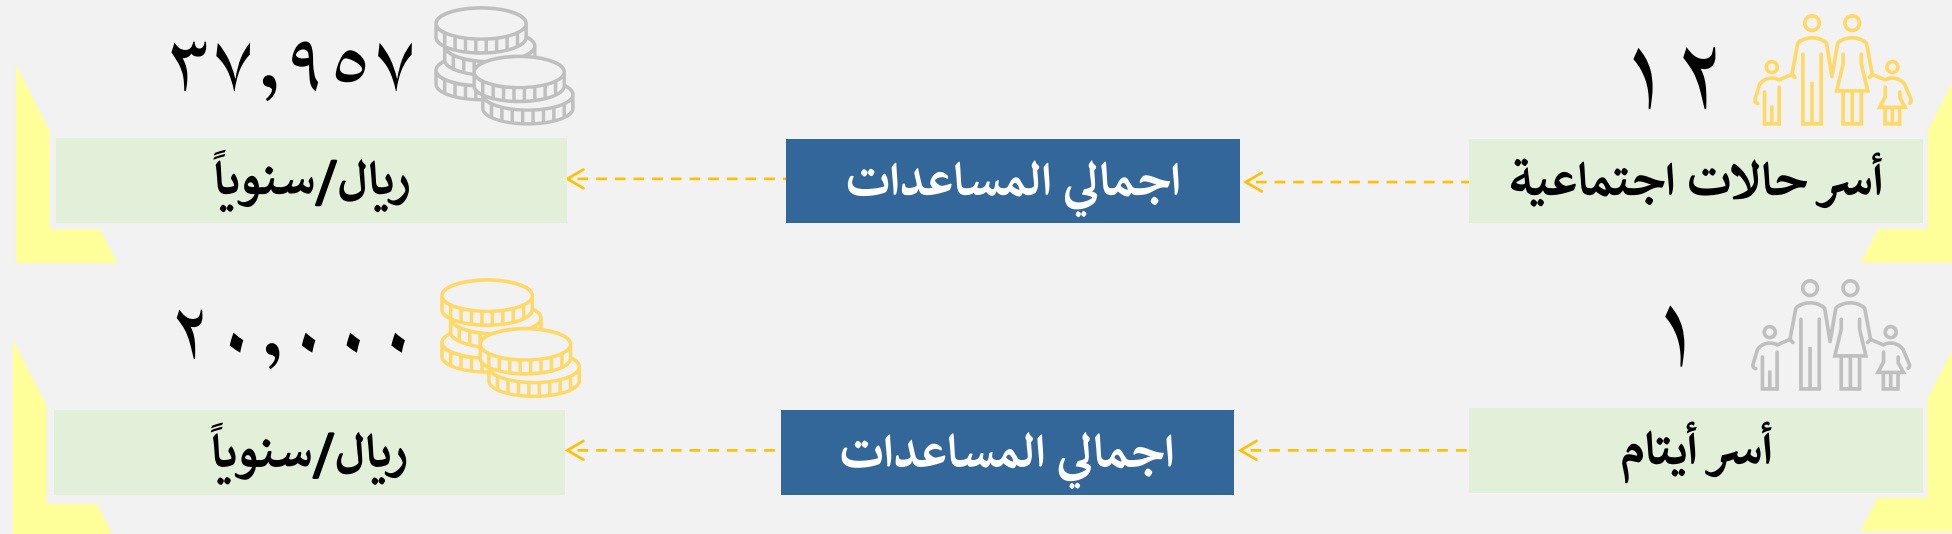 ١٢
٣٧,٩٥٧
أسر حالات اجتماعية
اجمالي المساعدات
ريال/سنوياً
١
٢٠,٠٠٠
أسر أيتام
اجمالي المساعدات
ريال/سنوياً